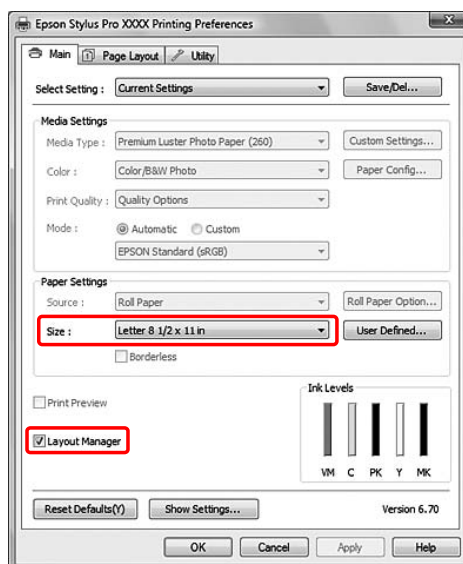 Epson Stylus Pro XXXX Printing Preferences
Main Page Layout Utility
Select Setting : Current Settings Save/Del...
Media Settings
Media Type : Premium Luster Photo Paper (260) Custom Settings...
Color : Color/B&W Photo Paper Config...
Print Quality : Quality Options
Mode : Automatic Custom
EPSON Standard (sRGB)
Paper Settings
Source : Roll Paper Roll Paper Option...
Size : Letter 8 1/2 x 11 in User Defined...
Borderless
Ink Levels
Print Preview
Layout Manager
VM C PK Y MK
Reset Defaults(Y) Show Settings... Version 6.70
OK Cancel Apply Help